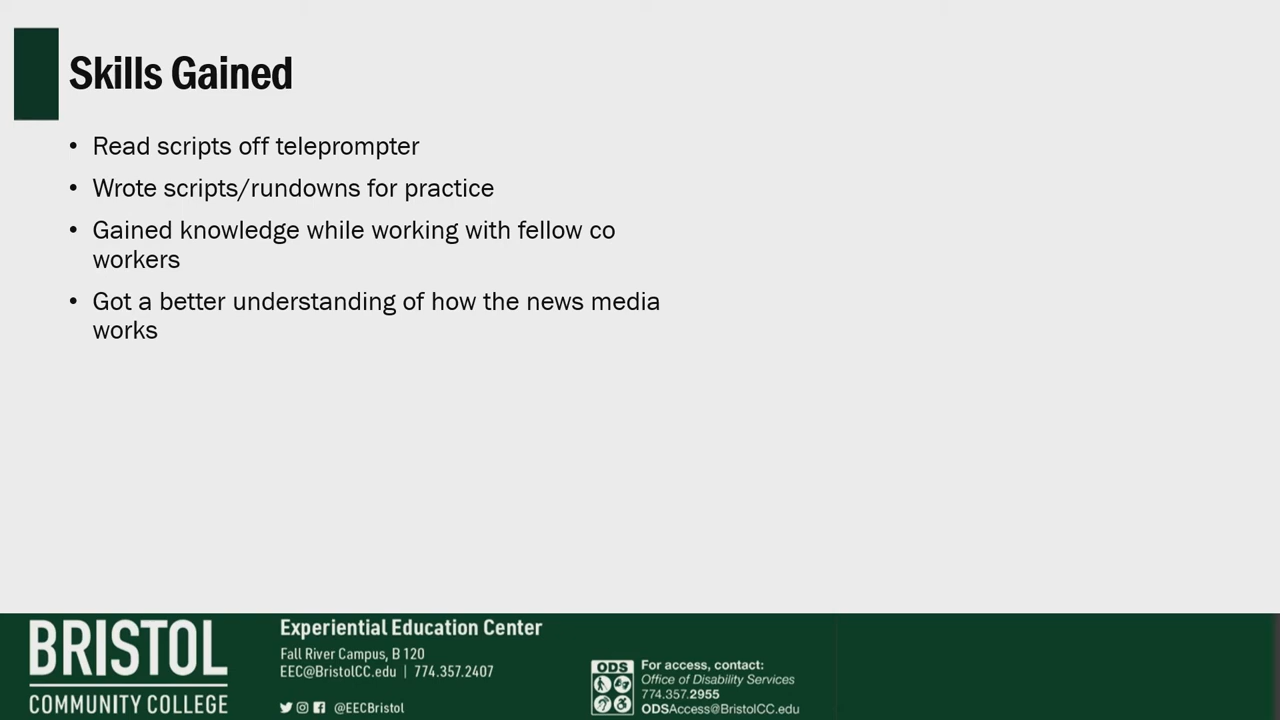 Skills Gained
• Read scripts off teleprompter
• Wrote scripts/rundowns for practice
• Gained knowledge while working with fellow co
workers
• Got a better understanding of how the news media
works
BRISTOL
COMMUNITY COLLEGE
Experiential Education Center
Fall River Campus, B 120
EEC@BristolCC.edu | 774.357.2407
@EECBristol
ODS
For access, contact:
Office of Disability Services
774.357.2955
ODSAccess@BristolCC.edu